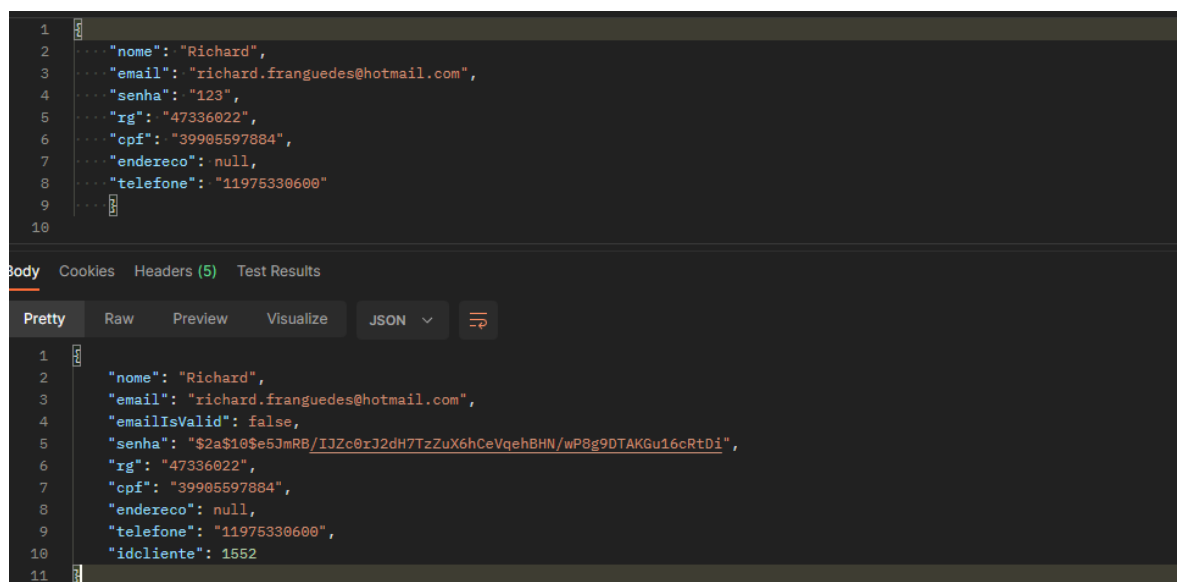 1 {
2 "nome": "Richard",
3 "email": "richard.franguedes@hotmail.com",
4 "senha": "123",
5 "rg": "47336022",
6 "cpf": "39905597884",
7 "endereco": null,
8 "telefone": "11975330600"
9 }
10
Body Cookies Headers (5) Test Results
Pretty Raw Preview Visualize JSON
1 {
2 "nome": "Richard",
3 "email": "richard.franguedes@hotmail.com",
4 "emailIsValid": false,
5 "senha": "$2a$10$e5JmRB/IJZc0rJ2dH7TzZuX6hCeVqehBHN/wP8g9DTAKGu16cRtDi",
6 "rg": "47336022",
7 "cpf": "39905597884",
8 "endereco": null,
9 "telefone": "11975330600",
10 "idcliente": 1552
11 }